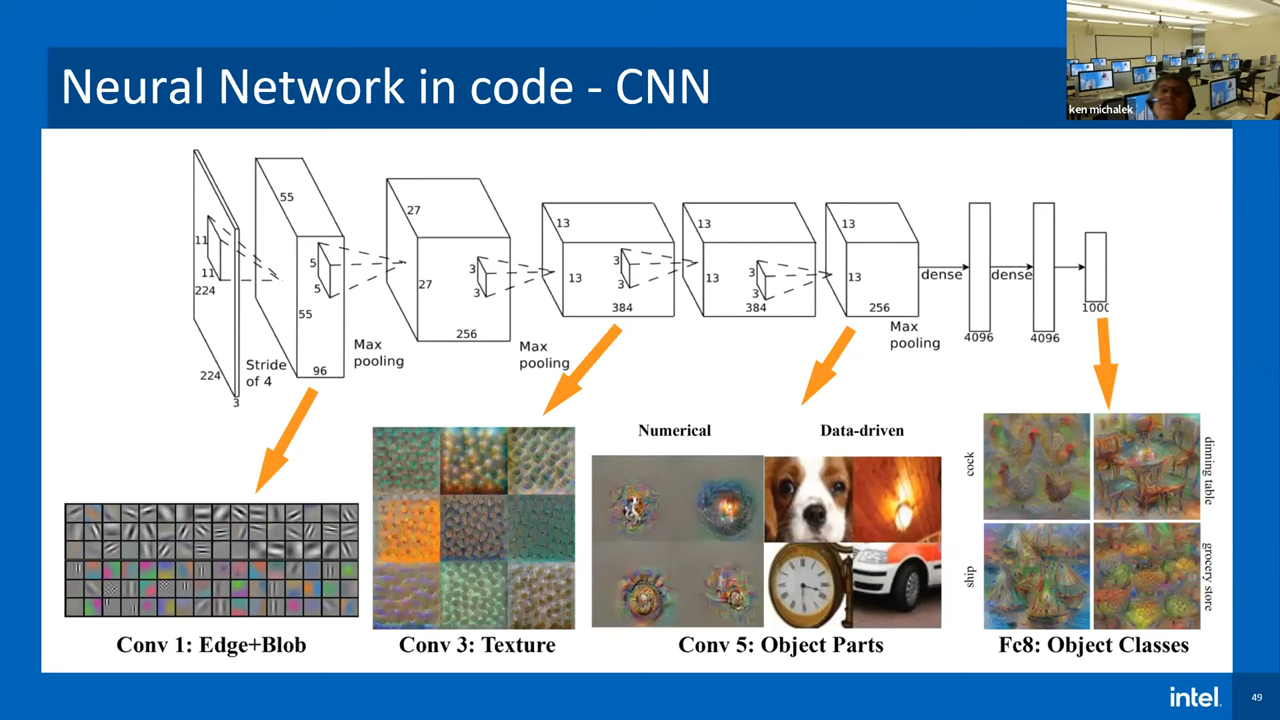 Neural Network in code - CNN
ken michalek
11
11
224
224
3
Stride
of 4
55
55
5
5
96
Max
pooling
27
27
3
3
256
Max
pooling
13
13
3
3
384
13
13
3
3
384
13
13
256
Max
pooling
dense
4096
dense
4096
1000
Numerical
Data-driven
cock
dinning table
ship
grocery store
Conv 1: Edge+Blob
Conv 3: Texture
Conv 5: Object Parts
Fc8: Object Classes
intel.
49